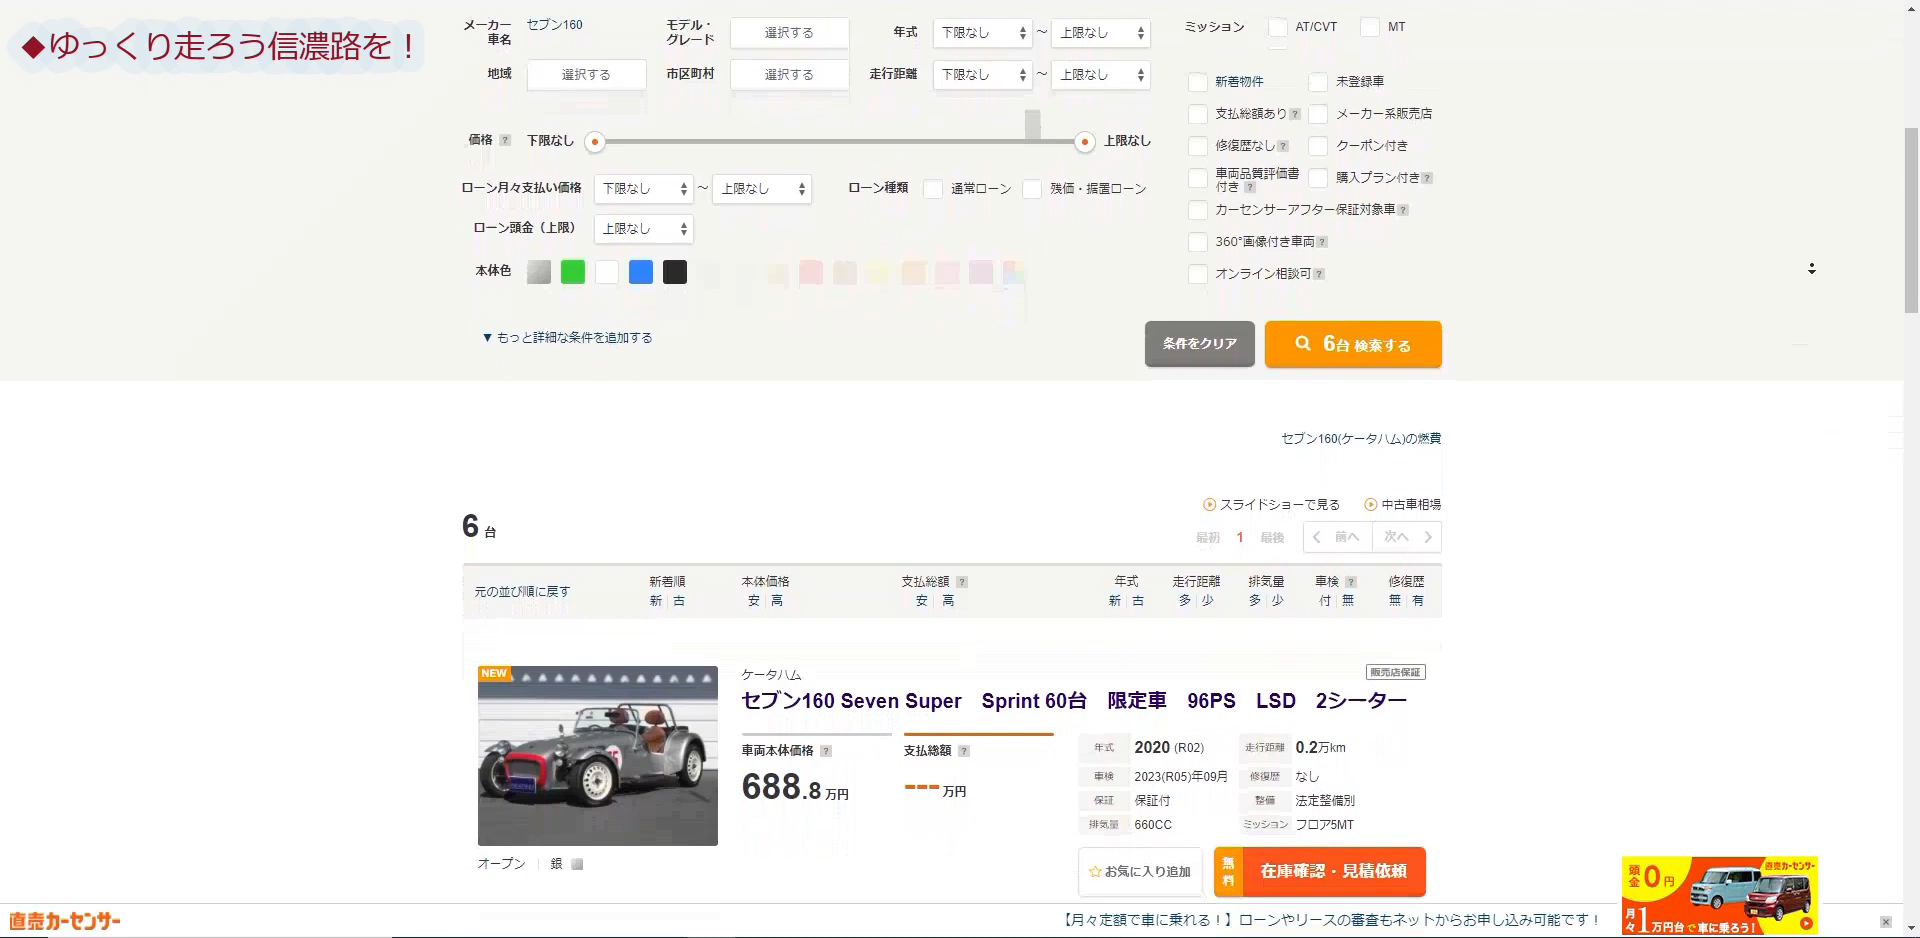 ◆ゆっくり走ろう信濃路を！
メーカー
車名
セブン160
モデル・
グレード
選択する
年式
下限なし
～
上限なし
ミッション
AT/CVT
MT
地域
選択する
市区町村
選択する
走行距離
下限なし
～
上限なし
新着物件
未登録車
支払総額あり?
メーカー系販売店
価格 ?
下限なし
上限なし
修復歴なし?
クーポン付き
車両品質評価書
付き ?
購入プラン付き?
ローン月々支払い価格
下限なし
～
上限なし
ローン種類
通常ローン
残価・据置ローン
カーセンサーアフター保証対象車?
ローン頭金（上限）
上限なし
360°画像付き車両?
本体色
オンライン相談可?
▼もっと詳細な条件を追加する
条件をクリア
6台 検索する
セブン160(ケータハム)の燃費
スライドショーで見る
中古車相場
6 台
最初 1 最後
前へ
次へ
元の並び順に戻す
新着順
新 | 古
本体価格
安 | 高
支払総額 ?
安 | 高
年式
新 | 古
走行距離
多 | 少
排気量
多 | 少
車検 ?
付 | 無
修復歴
無 | 有
NEW
ケータハム
販売店保証
セブン160 Seven Super　Sprint 60台　限定車　96PS　LSD　2シーター
車両本体価格 ?
688.8万円
支払総額 ?
---万円
年式 2020 (R02)
走行距離 0.2万km
車検 2023(R05)年09月
修復歴 なし
保証 保証付
整備 法定整備別
排気量 660CC
ミッション フロア5MT
オープン | 銀
☆お気に入り追加
無料
在庫確認・見積依頼
直売カーセンサー
【月々定額で車に乗れる！】ローンやリースの審査もネットからお申し込み可能です！
直売カーセンサー
頭金0円
月々1万円台で車に乗ろう!